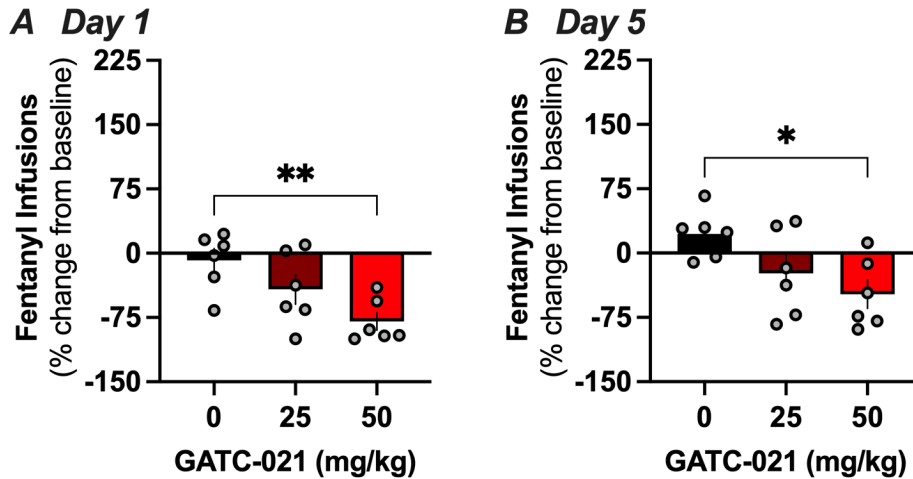 A Day 1
Fentanyl Infusions
(% change from baseline)
225
150
75
0
-75
-150
**
0 25 50
GATC-021 (mg/kg)
B Day 5
Fentanyl Infusions
(% change from baseline)
225
150
75
0
-75
-150
*
0 25 50
GATC-021 (mg/kg)